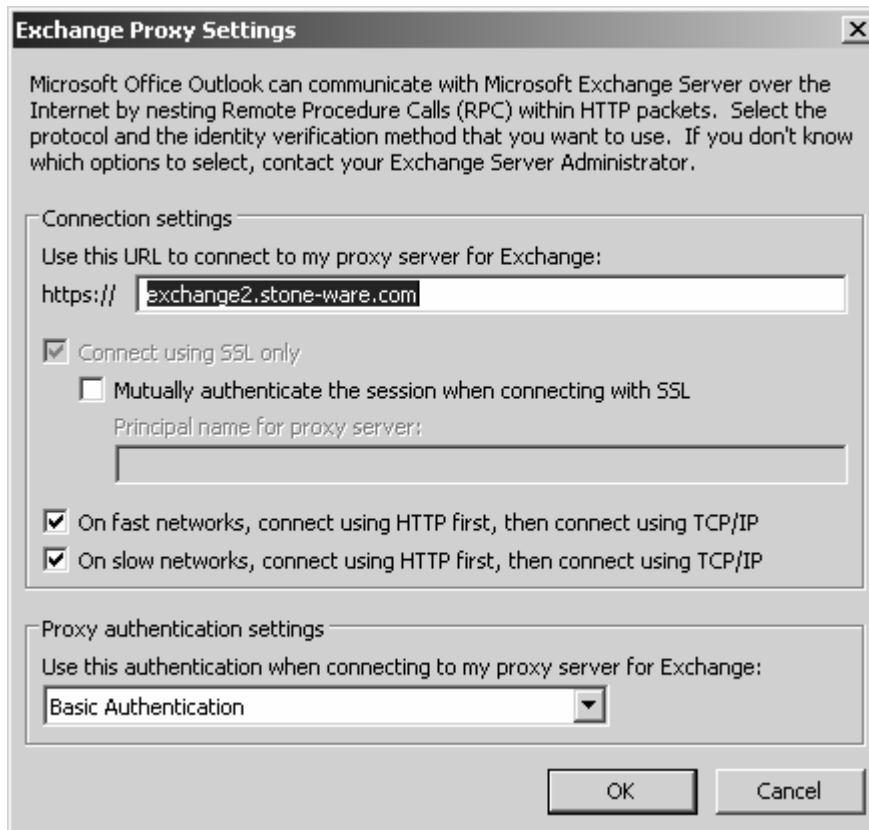 Exchange Proxy Settings
Microsoft Office Outlook can communicate with Microsoft Exchange Server over the
Internet by nesting Remote Procedure Calls (RPC) within HTTP packets.  Select the
protocol and the identity verification method that you want to use.  If you don't know
which options to select, contact your Exchange Server Administrator.
Connection settings
Use this URL to connect to my proxy server for Exchange:
https:// exchange2.stone-ware.com
Connect using SSL only
Mutually authenticate the session when connecting with SSL
Principal name for proxy server:
On fast networks, connect using HTTP first, then connect using TCP/IP
On slow networks, connect using HTTP first, then connect using TCP/IP
Proxy authentication settings
Use this authentication when connecting to my proxy server for Exchange:
Basic Authentication
OK Cancel